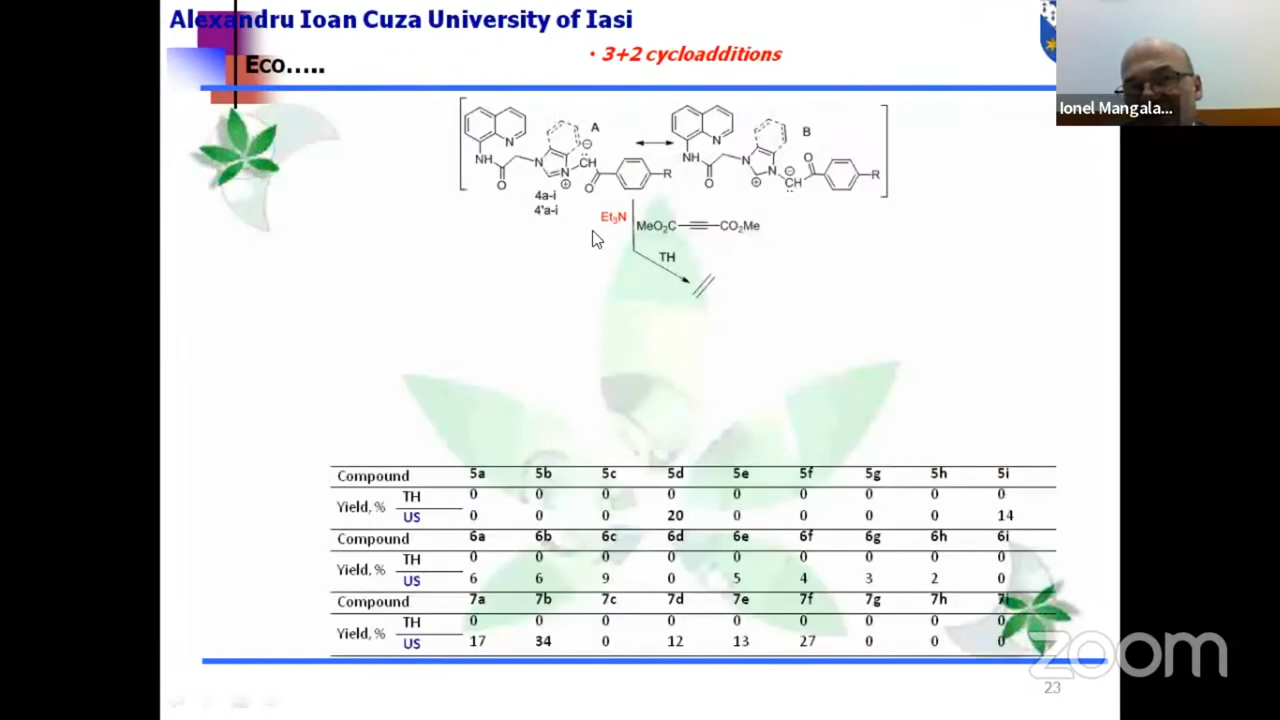 Alexandru Ioan Cuza University of Iasi
Eco…..
• 3+2 cycloadditions
Ionel Mangala...
A
B
NH
O
N
N
N
⊕
⊖
CH
O
R
NH
O
N
N
N
⊕
⊖
CH
O
R
4a-i
4'a-i
Et₃N
MeO₂C
CO₂Me
TH
Compound 5a 5b 5c 5d 5e 5f 5g 5h 5i
Yield, % TH 0 0 0 0 0 0 0 0 0
US 0 0 0 20 0 0 0 0 14
Compound 6a 6b 6c 6d 6e 6f 6g 6h 6i
Yield, % TH 0 0 0 0 0 0 0 0 0
US 6 6 9 0 5 4 3 2 0
Compound 7a 7b 7c 7d 7e 7f 7g 7h
Yield, % TH 0 0 0 0 0 0 0 0 0
US 17 34 0 12 13 27 0 0 0
zoom
23